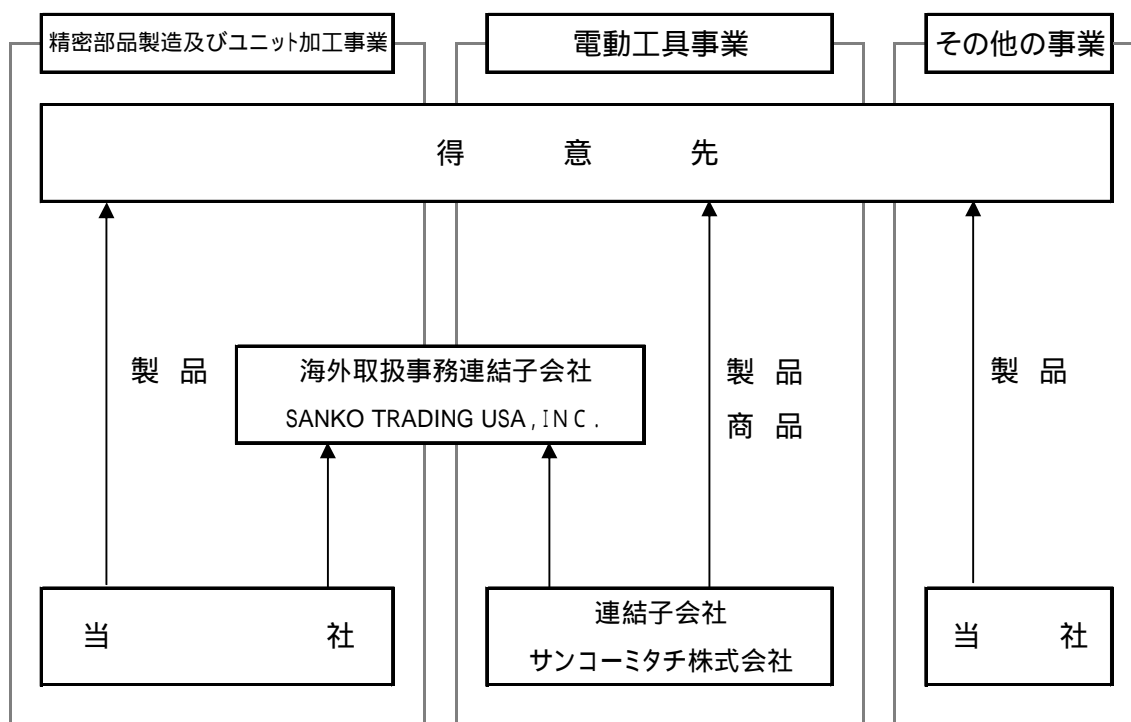 精密部品製造及びユニット加工事業
電動工具事業
その他の事業
得 意 先
製 品
海外取扱事務連結子会社
SANKO TRADING USA,INC.
製 品
商 品
製 品
当 社
連結子会社
サンコーミタチ株式会社
当 社